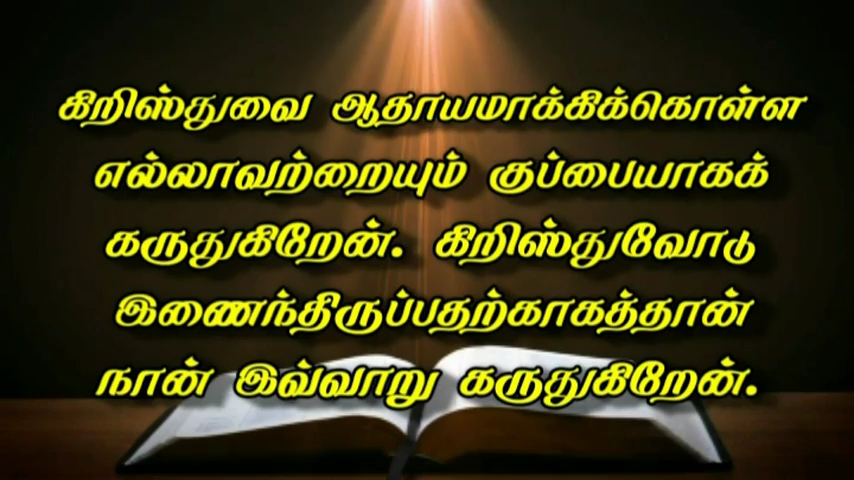 கிறிஸ்துவை ஆதாயமாக்கிக்கொள்ள
எல்லாவற்றையும் குப்பையாகக்
கருதுகிறேன். கிறிஸ்துவோடு
இணைந்திருப்பதற்காகத்தான்
நான் இவ்வாறு கருதுகிறேன்.